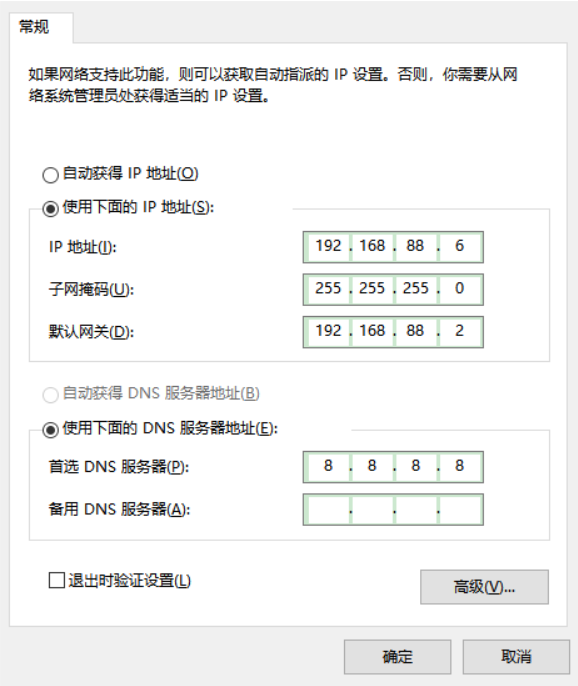 常规
如果网络支持此功能，则可以获取自动指派的 IP 设置。否则，你需要从网
络系统管理员处获得适当的 IP 设置。
自动获得 IP 地址(O)
使用下面的 IP 地址(S):
IP 地址(I): 192 . 168 . 88 . 6
子网掩码(U): 255 . 255 . 255 . 0
默认网关(D): 192 . 168 . 88 . 2
自动获得 DNS 服务器地址(B)
使用下面的 DNS 服务器地址(E):
首选 DNS 服务器(P): 8 . 8 . 8 . 8
备用 DNS 服务器(A): . . .
退出时验证设置(L)
高级(V)...
确定 取消